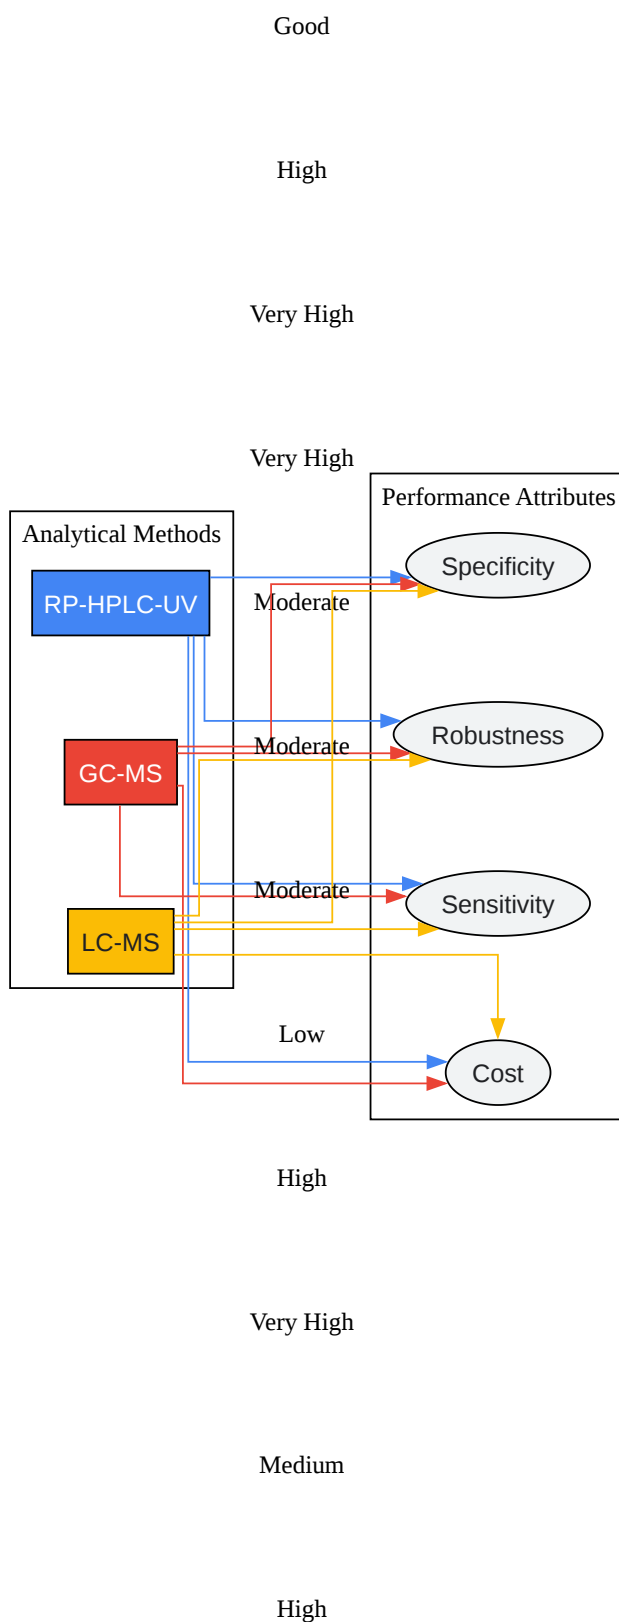 Good
High
Very High
Very High
Performance Attributes
Analytical Methods
Specificity
RP-HPLC-UV
Moderate
Robustness
Moderate
GC-MS
Moderate
Sensitivity
LC-MS
Low
Cost
High
Very High
Medium
High